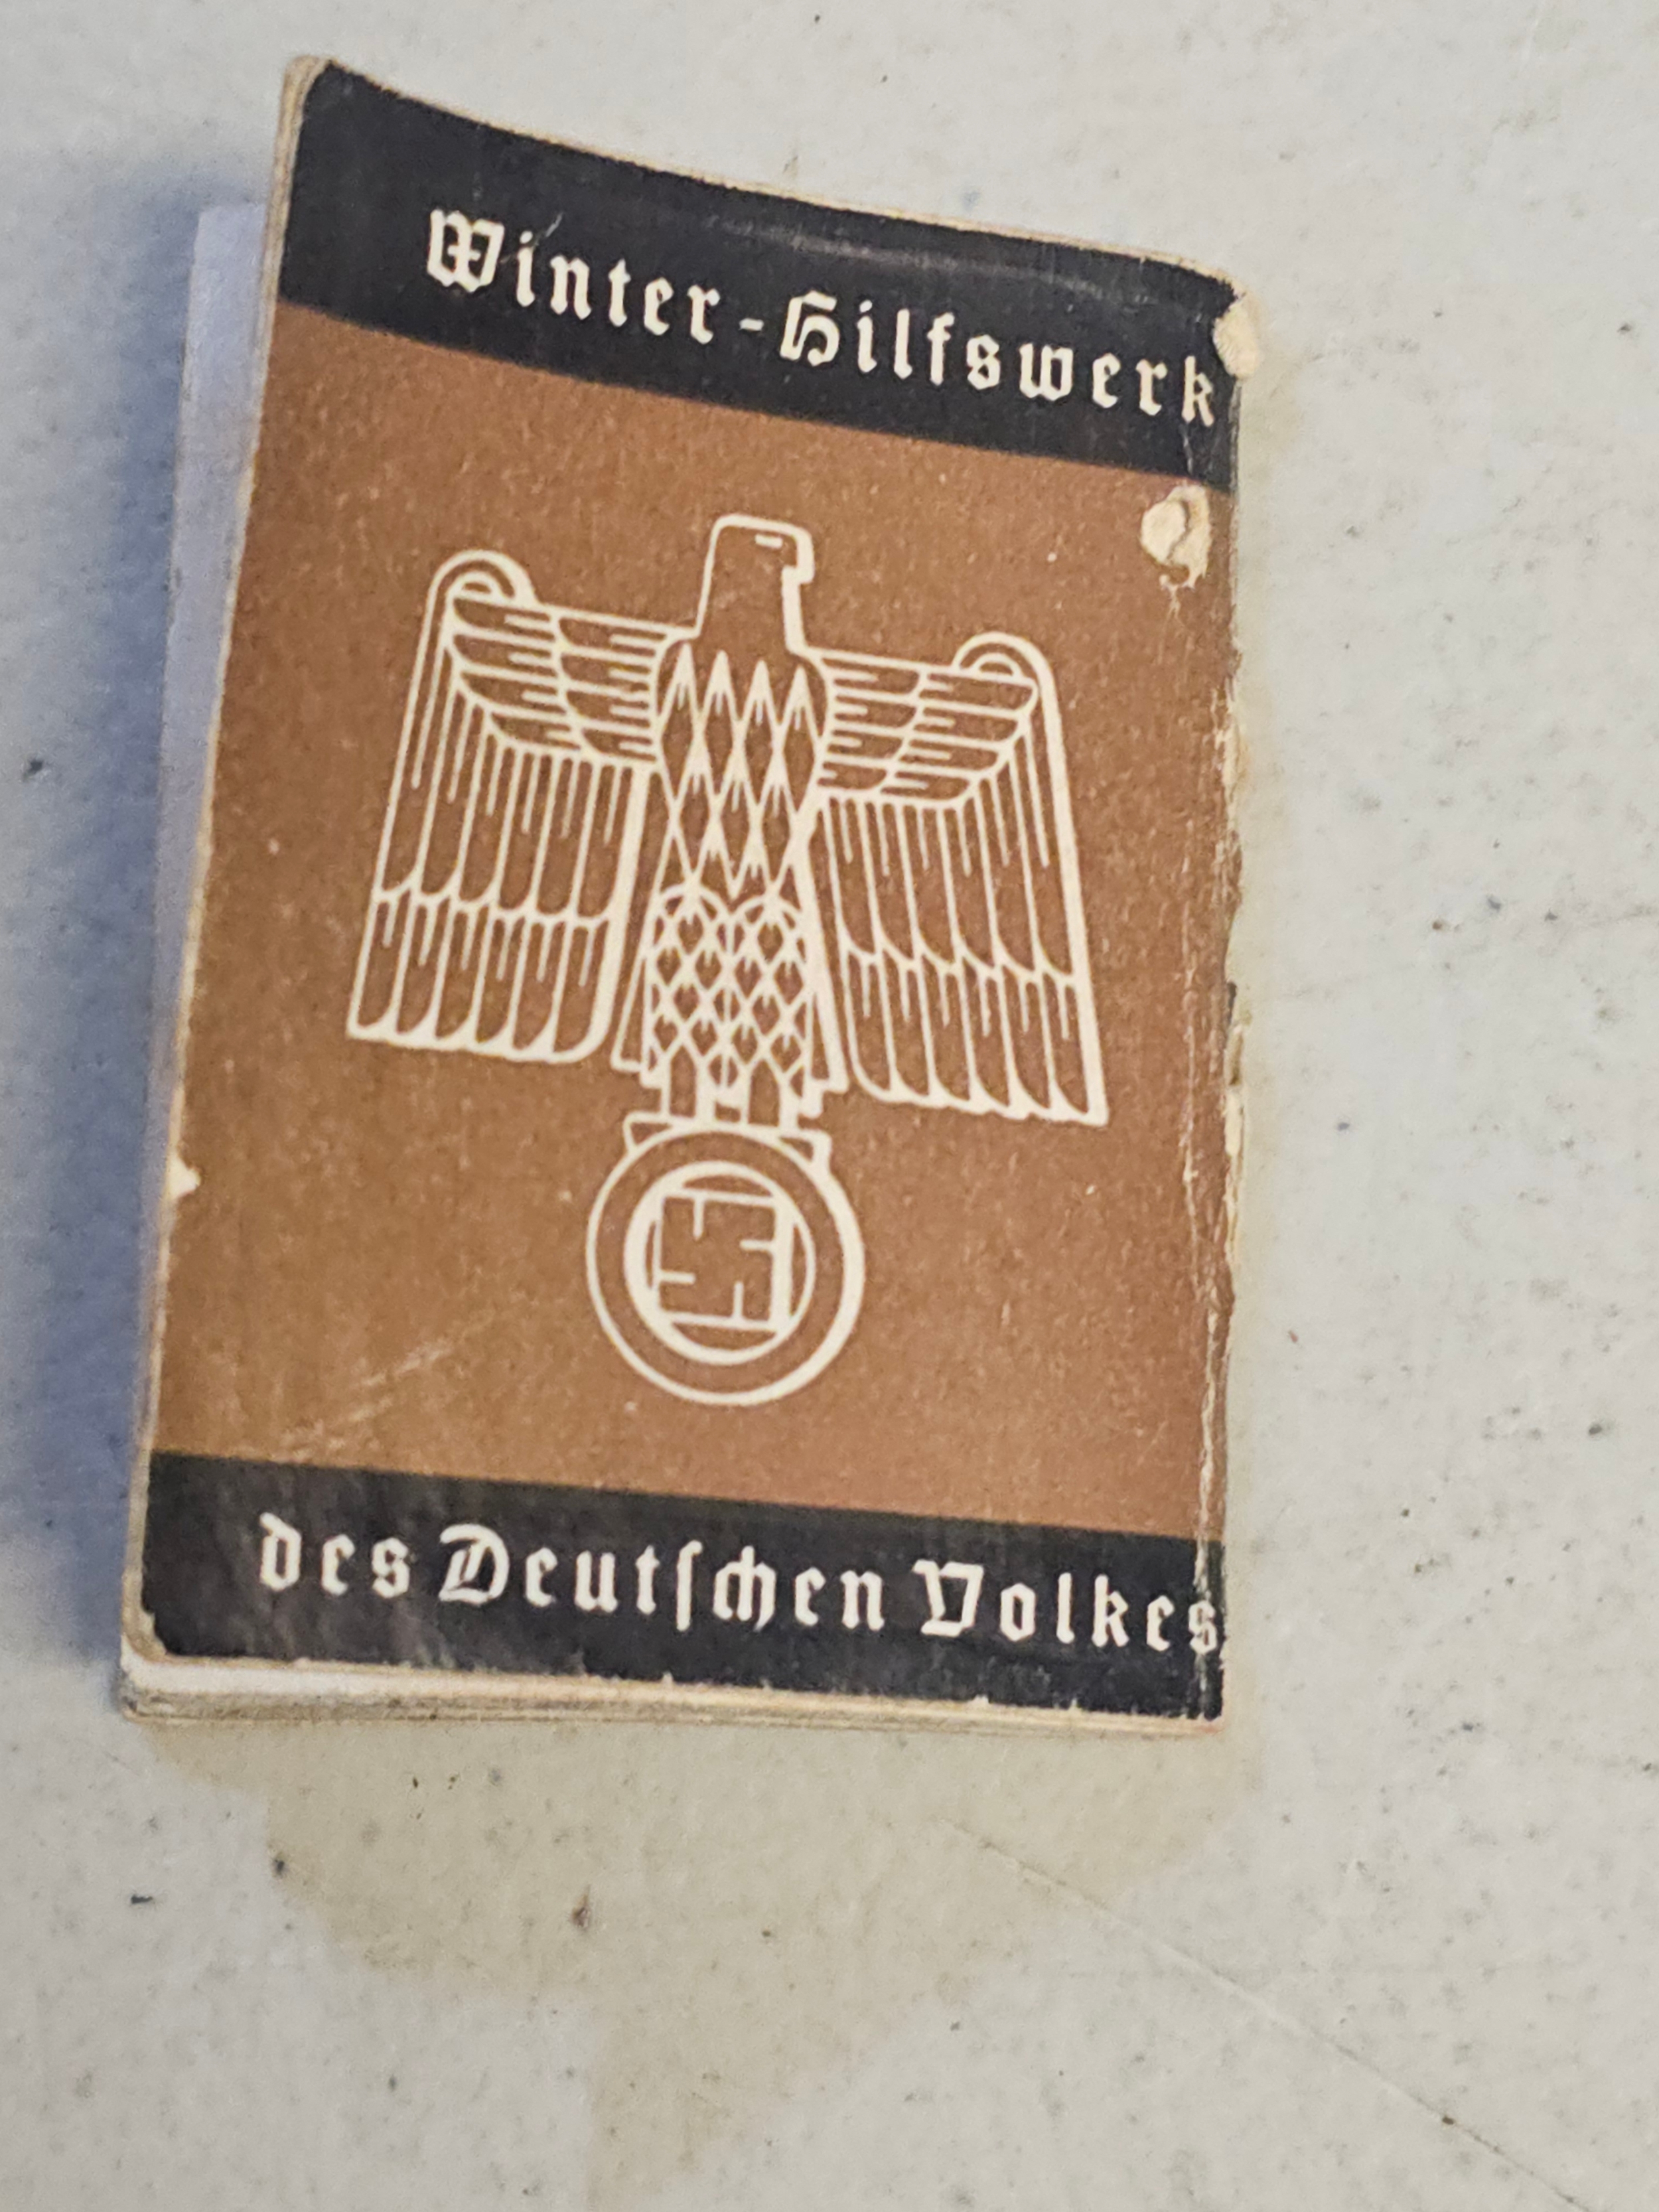 Winter-Hilfswerk
des Deutſchen Volkes